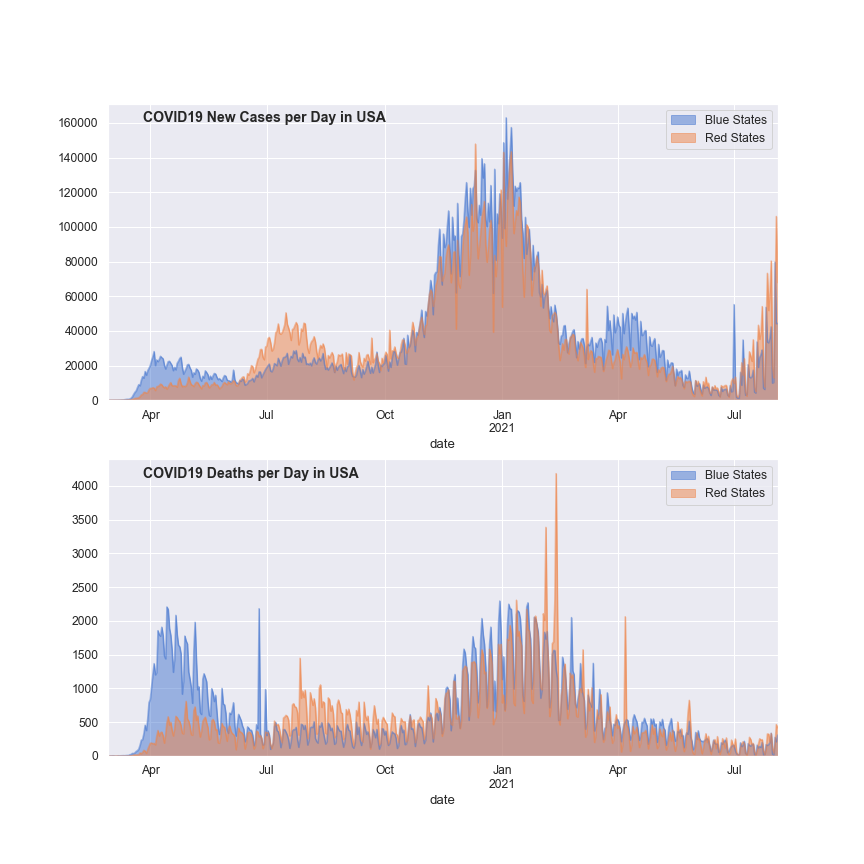 COVID19 New Cases per Day in USA
Blue States
Red States
160000
140000
120000
100000
80000
60000
40000
20000
0
Apr Jul Oct Jan Apr Jul
2021
date
COVID19 Deaths per Day in USA
Blue States
Red States
4000
3500
3000
2500
2000
1500
1000
500
0
Apr Jul Oct Jan Apr Jul
2021
date